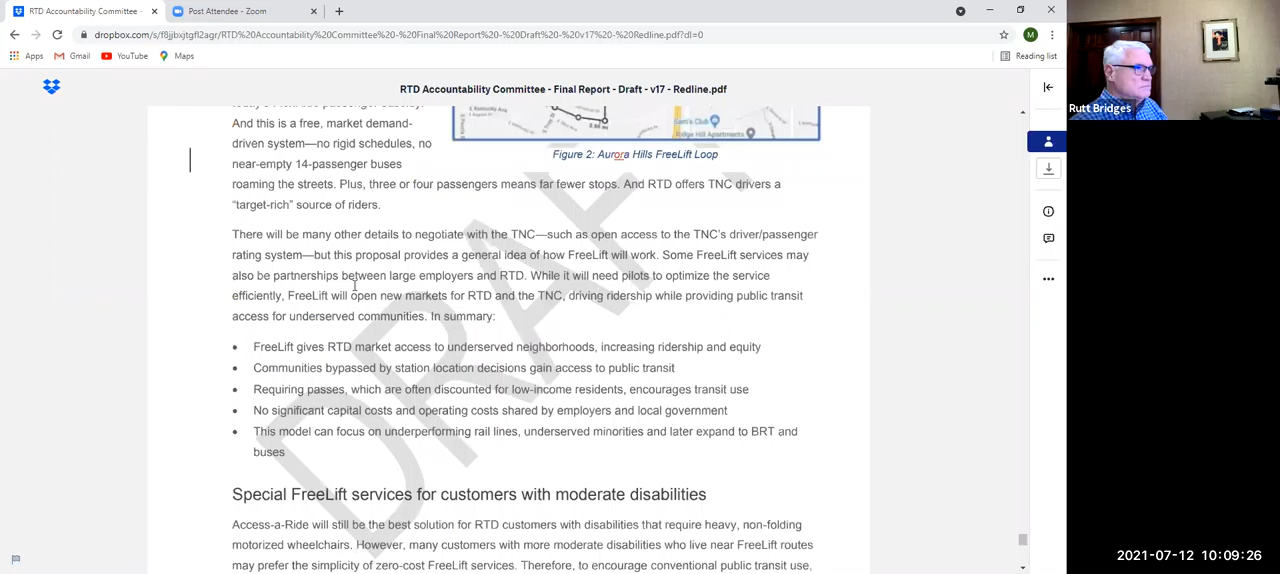 RTD Accountability Committee -
Post Attendee - Zoom
dropbox.com/s/f8jjbxjtgfl2agr/RTD%20Accountability%20Committee%20-%20Final%20Report%20-%20Draft%20-%20v17%20-%20Redline.pdf?dl=0
M
Apps
Gmail
YouTube
Maps
Reading list
RTD Accountability Committee - Final Report - Draft - v17 - Redline.pdf
And this is a free, market demand-
driven system—no rigid schedules, no
near-empty 14-passenger buses
Sam's Club
Ridge Hill Apartments
Figure 2: Aurora Hills FreeLift Loop
roaming the streets. Plus, three or four passengers means far fewer stops. And RTD offers TNC drivers a
“target-rich” source of riders.
There will be many other details to negotiate with the TNC—such as open access to the TNC’s driver/passenger
rating system—but this proposal provides a general idea of how FreeLift will work. Some FreeLift services may
also be partnerships between large employers and RTD. While it will need pilots to optimize the service
efficiently, FreeLift will open new markets for RTD and the TNC, driving ridership while providing public transit
access for underserved communities. In summary:
• FreeLift gives RTD market access to underserved neighborhoods, increasing ridership and equity
• Communities bypassed by station location decisions gain access to public transit
• Requiring passes, which are often discounted for low-income residents, encourages transit use
• No significant capital costs and operating costs shared by employers and local government
• This model can focus on underperforming rail lines, underserved minorities and later expand to BRT and
buses
Special FreeLift services for customers with moderate disabilities
Access-a-Ride will still be the best solution for RTD customers with disabilities that require heavy, non-folding
motorized wheelchairs. However, many customers with more moderate disabilities who live near FreeLift routes
may prefer the simplicity of zero-cost FreeLift services. Therefore, to encourage conventional public transit use,
DRAFT
Rutt Bridges
2021-07-12 10:09:26